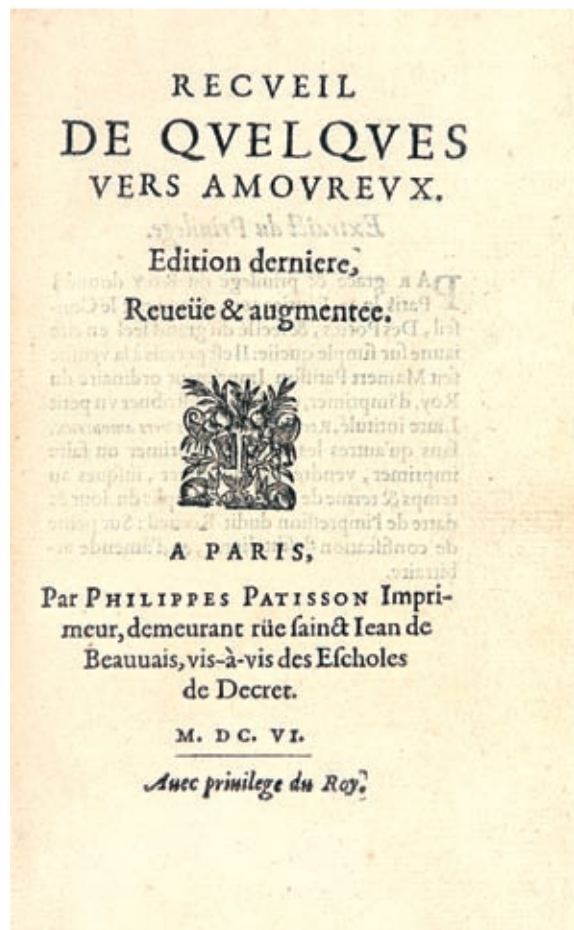 RECVEIL
DE QVELQVES
VERS AMOVREVX.
Edition derniere,
Reueüe & augmentée.
A PARIS,
Par PHILIPPES PATISSON Impri-
meur, demeurant rüe ſainct Iean de
Beauuais, vis-à-vis des Eſcholes
de Decret.
M. DC. VI.
Auec priuilege du Roy.